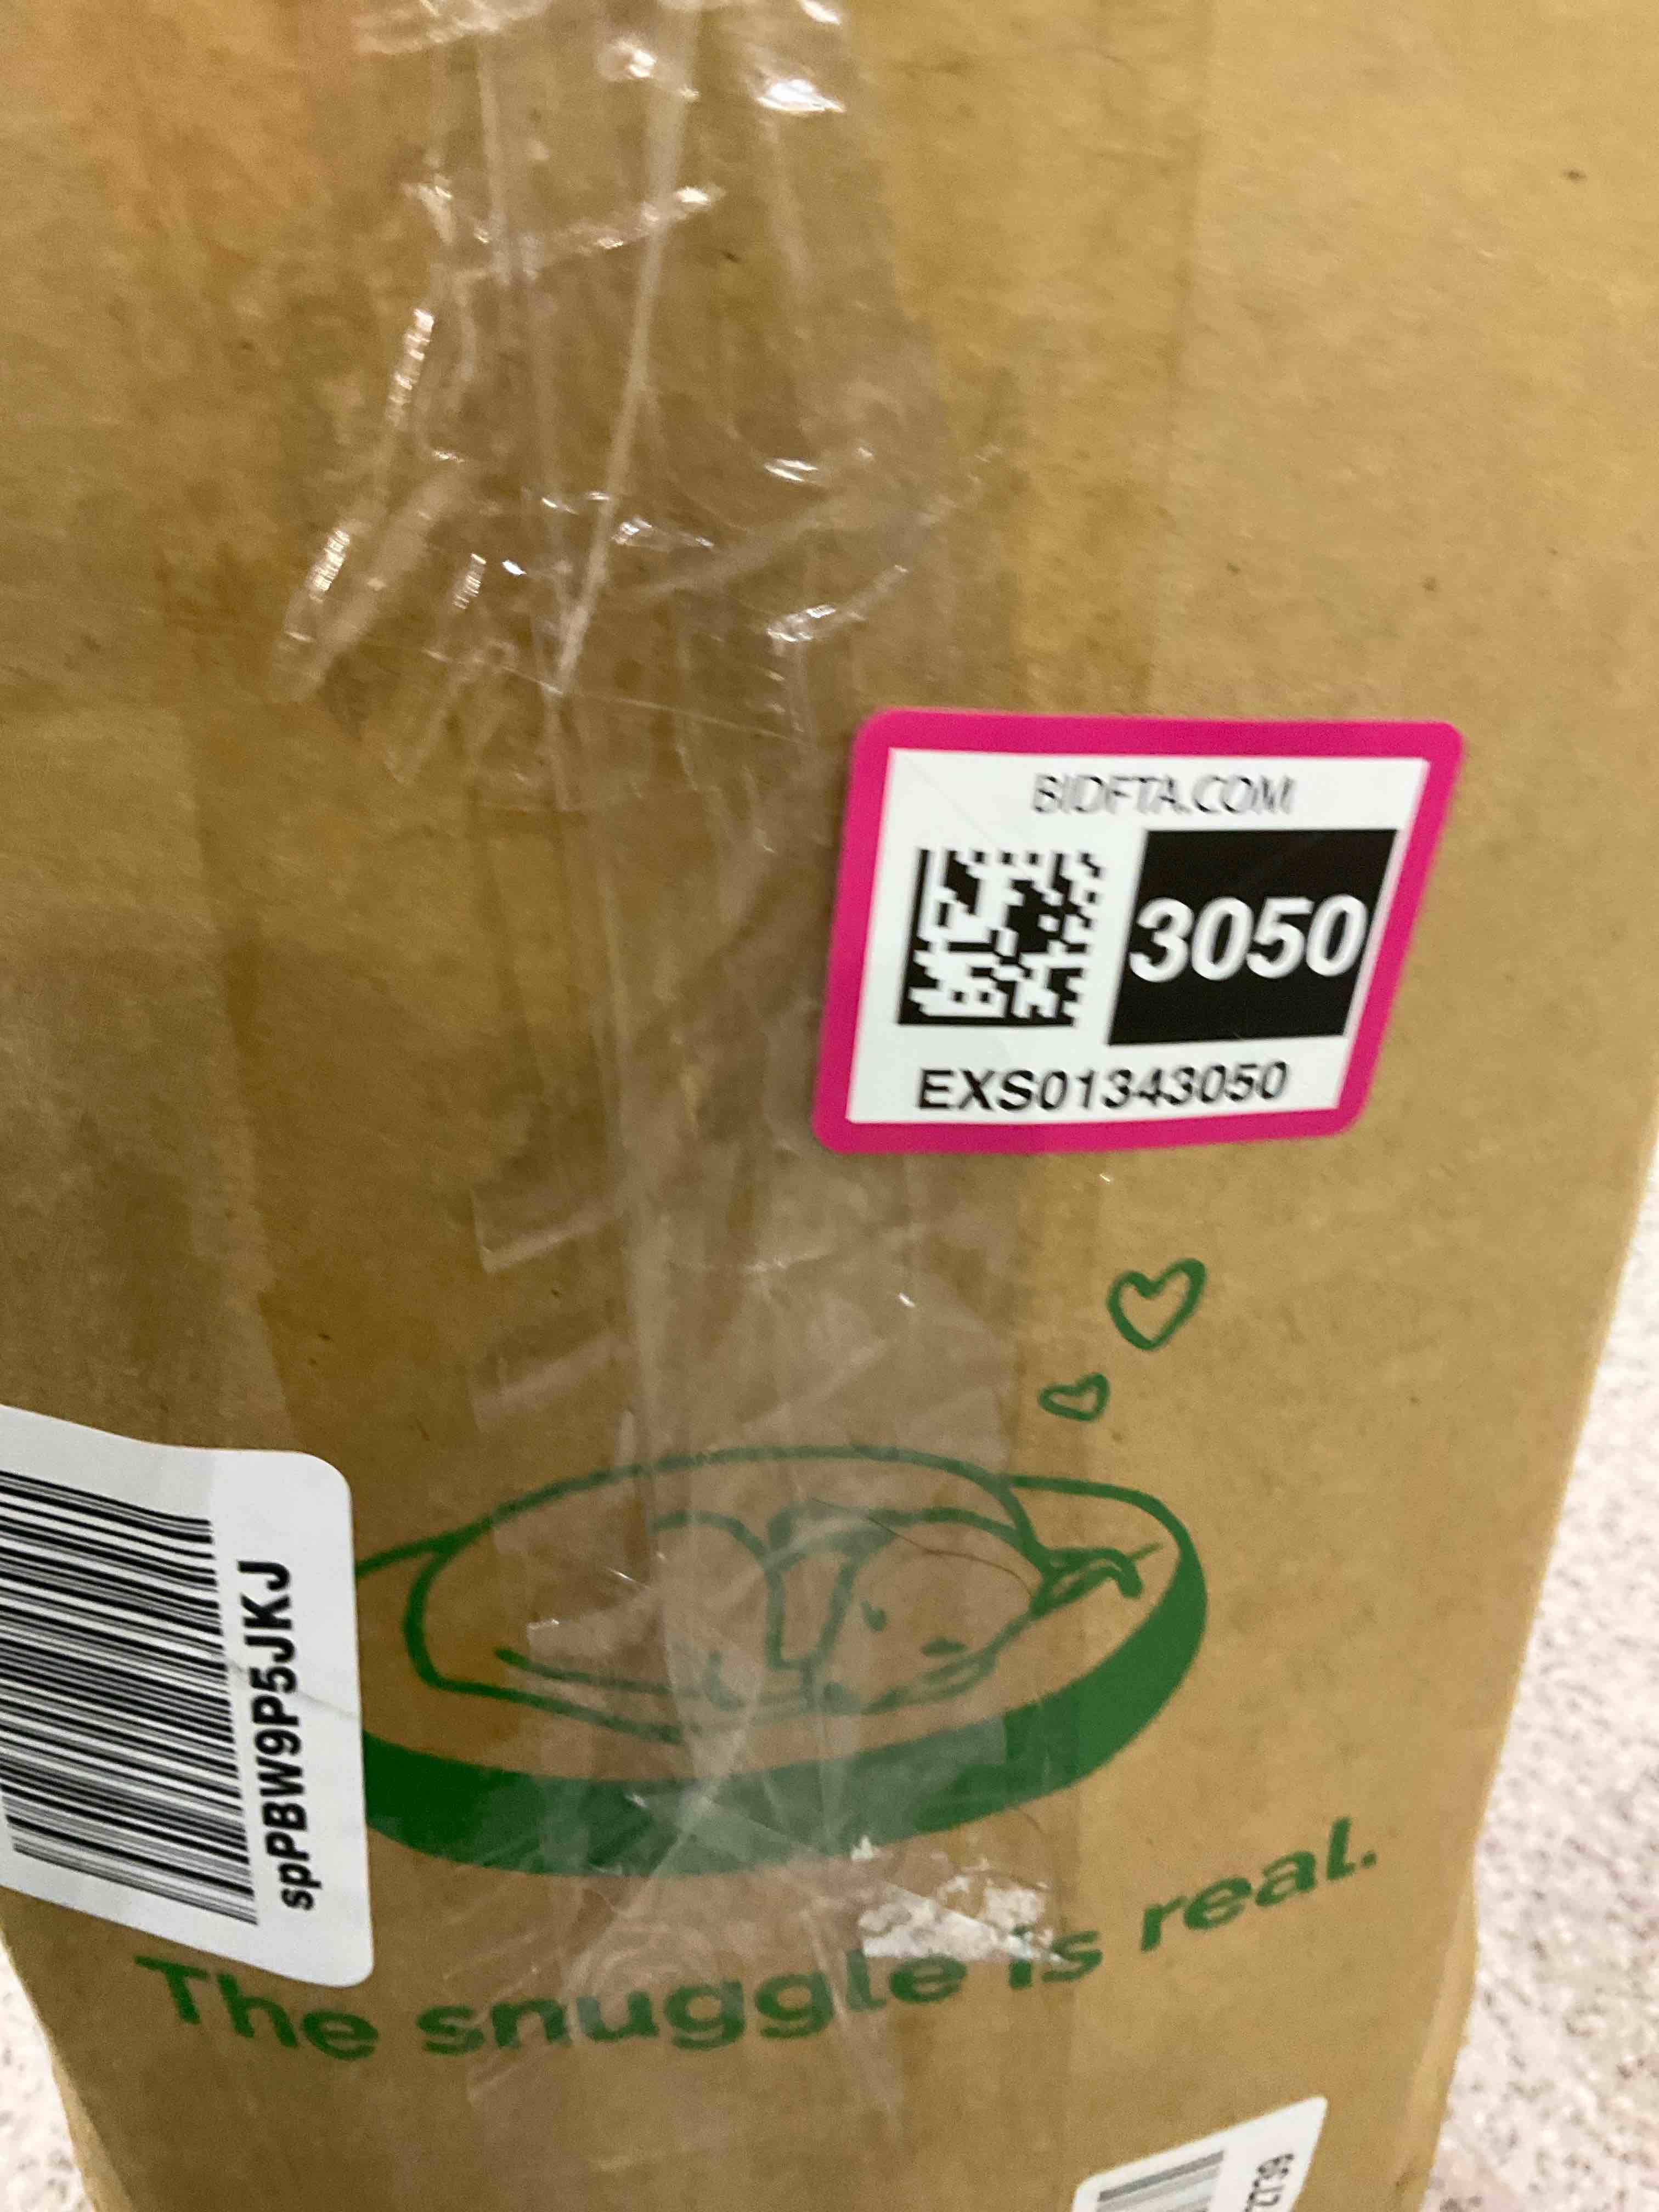 BIDFTA.COM
3050
EXS01343050
spPBW9P5JKJ
The snuggle is real.